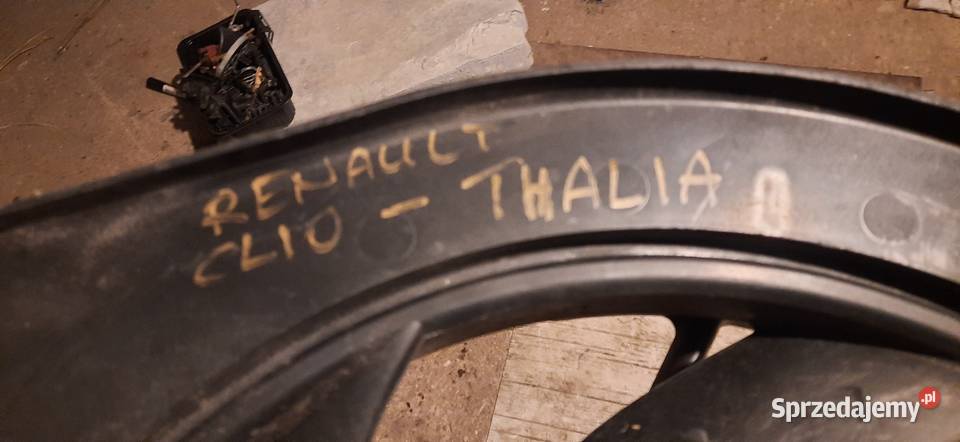 RENAULT
CLIO - THALIA
Sprzedajemy.pl